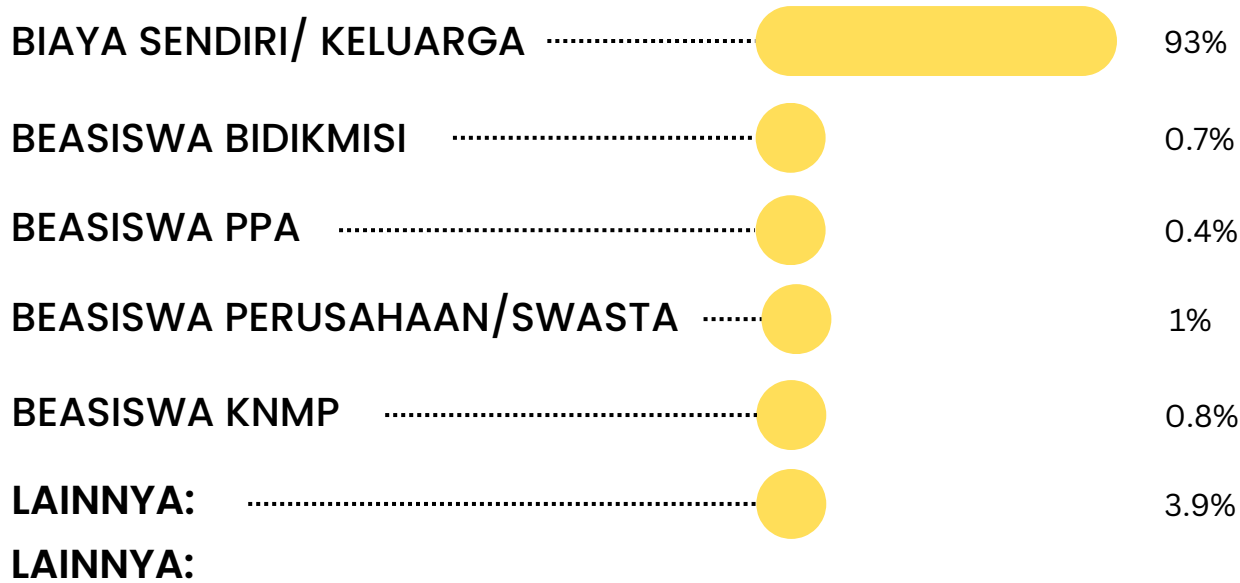 BIAYA SENDIRI/ KELUARGA 93%
BEASISWA BIDIKMISI 0.7%
BEASISWA PPA 0.4%
BEASISWA PERUSAHAAN/SWASTA 1%
BEASISWA KNMP 0.8%
LAINNYA: 3.9%
LAINNYA: